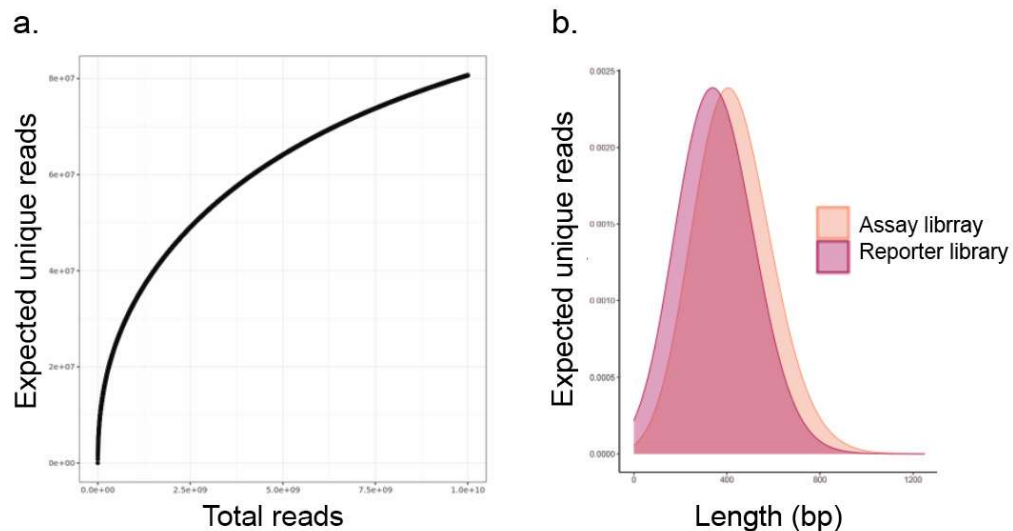 a.
Expected unique reads
8e+07
6e+07
4e+07
2e+07
0e+00
0.0e+00 2.5e+09 5.0e+09 7.5e+09 1.0e+10
Total reads
b.
Expected unique reads
0.0025
0.0020
0.0015
0.0010
0.0005
0.0000
0 400 800 1200
Length (bp)
Assay librray
Reporter library